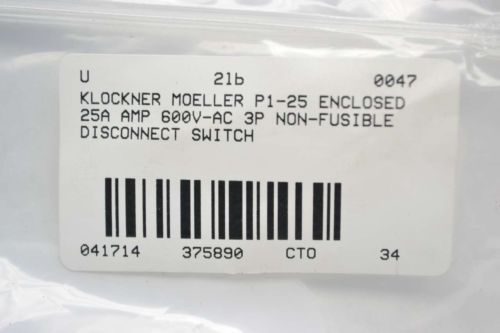 U 2lb 0047
KLOCKNER MOELLER P1-25 ENCLOSED
25A AMP 600V-AC 3P NON-FUSIBLE
DISCONNECT SWITCH
041714 375890 CTO 34